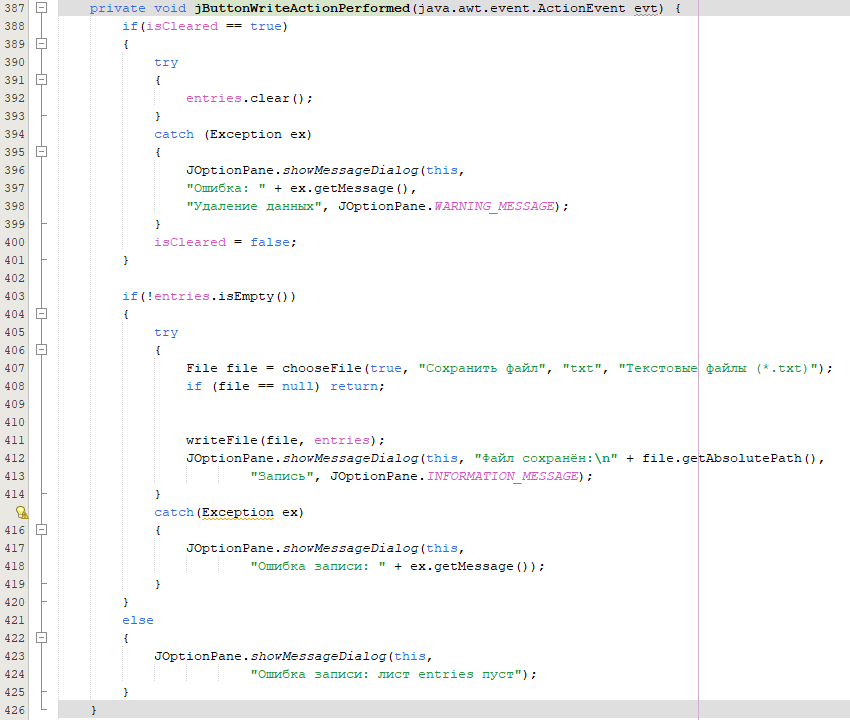 387 private void jButtonWriteActionPerformed(java.awt.event.ActionEvent evt) {
388 if(isCleared == true)
389 {
390 try
391 {
392 entries.clear();
393 }
394 catch (Exception ex)
395 {
396 JOptionPane.showMessageDialog(this,
397 "Ошибка: " + ex.getMessage(),
398 "Удаление данных", JOptionPane.WARNING_MESSAGE);
399 }
400 isCleared = false;
401 }
402
403 if(!entries.isEmpty())
404 {
405 try
406 {
407 File file = chooseFile(true, "Сохранить файл", "txt", "Текстовые файлы (*.txt)");
408 if (file == null) return;
409
410
411 writeFile(file, entries);
412 JOptionPane.showMessageDialog(this, "Файл сохранён:\n" + file.getAbsolutePath(),
413 "Запись", JOptionPane.INFORMATION_MESSAGE);
414 }
catch(Exception ex)
416 {
417 JOptionPane.showMessageDialog(this,
418 "Ошибка записи: " + ex.getMessage());
419 }
420 }
421 else
422 {
423 JOptionPane.showMessageDialog(this,
424 "Ошибка записи: лист entries пуст");
425 }
426 }